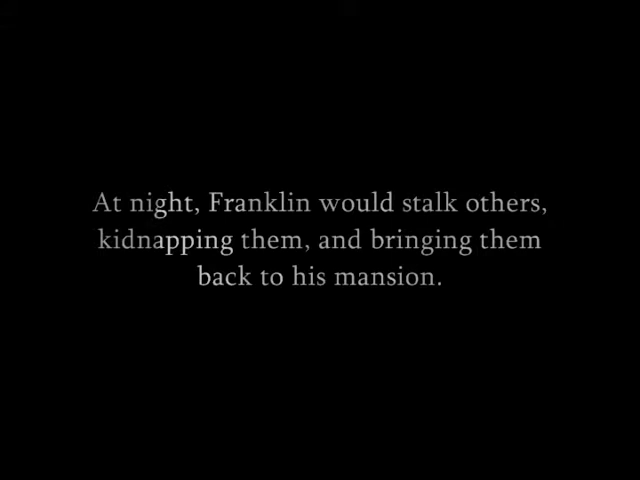 At night, Franklin would stalk others,
kidnapping them, and bringing them
back to his mansion.